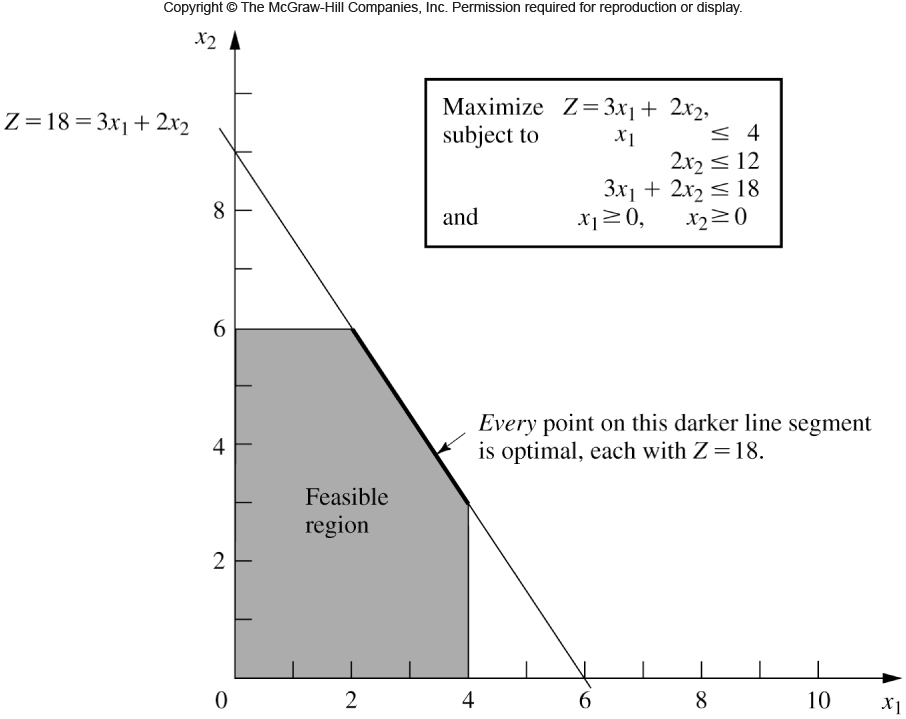 Copyright © The McGraw-Hill Companies, Inc. Permission required for reproduction or display.
x₂
Z = 18 = 3x₁ + 2x₂
Maximize Z = 3x₁ + 2x₂,
subject to x₁ ≤ 4
2x₂ ≤ 12
3x₁ + 2x₂ ≤ 18
and x₁ ≥ 0, x₂ ≥ 0
8
6
4
2
Every point on this darker line segment
is optimal, each with Z = 18.
Feasible
region
0 2 4 6 8 10 x₁